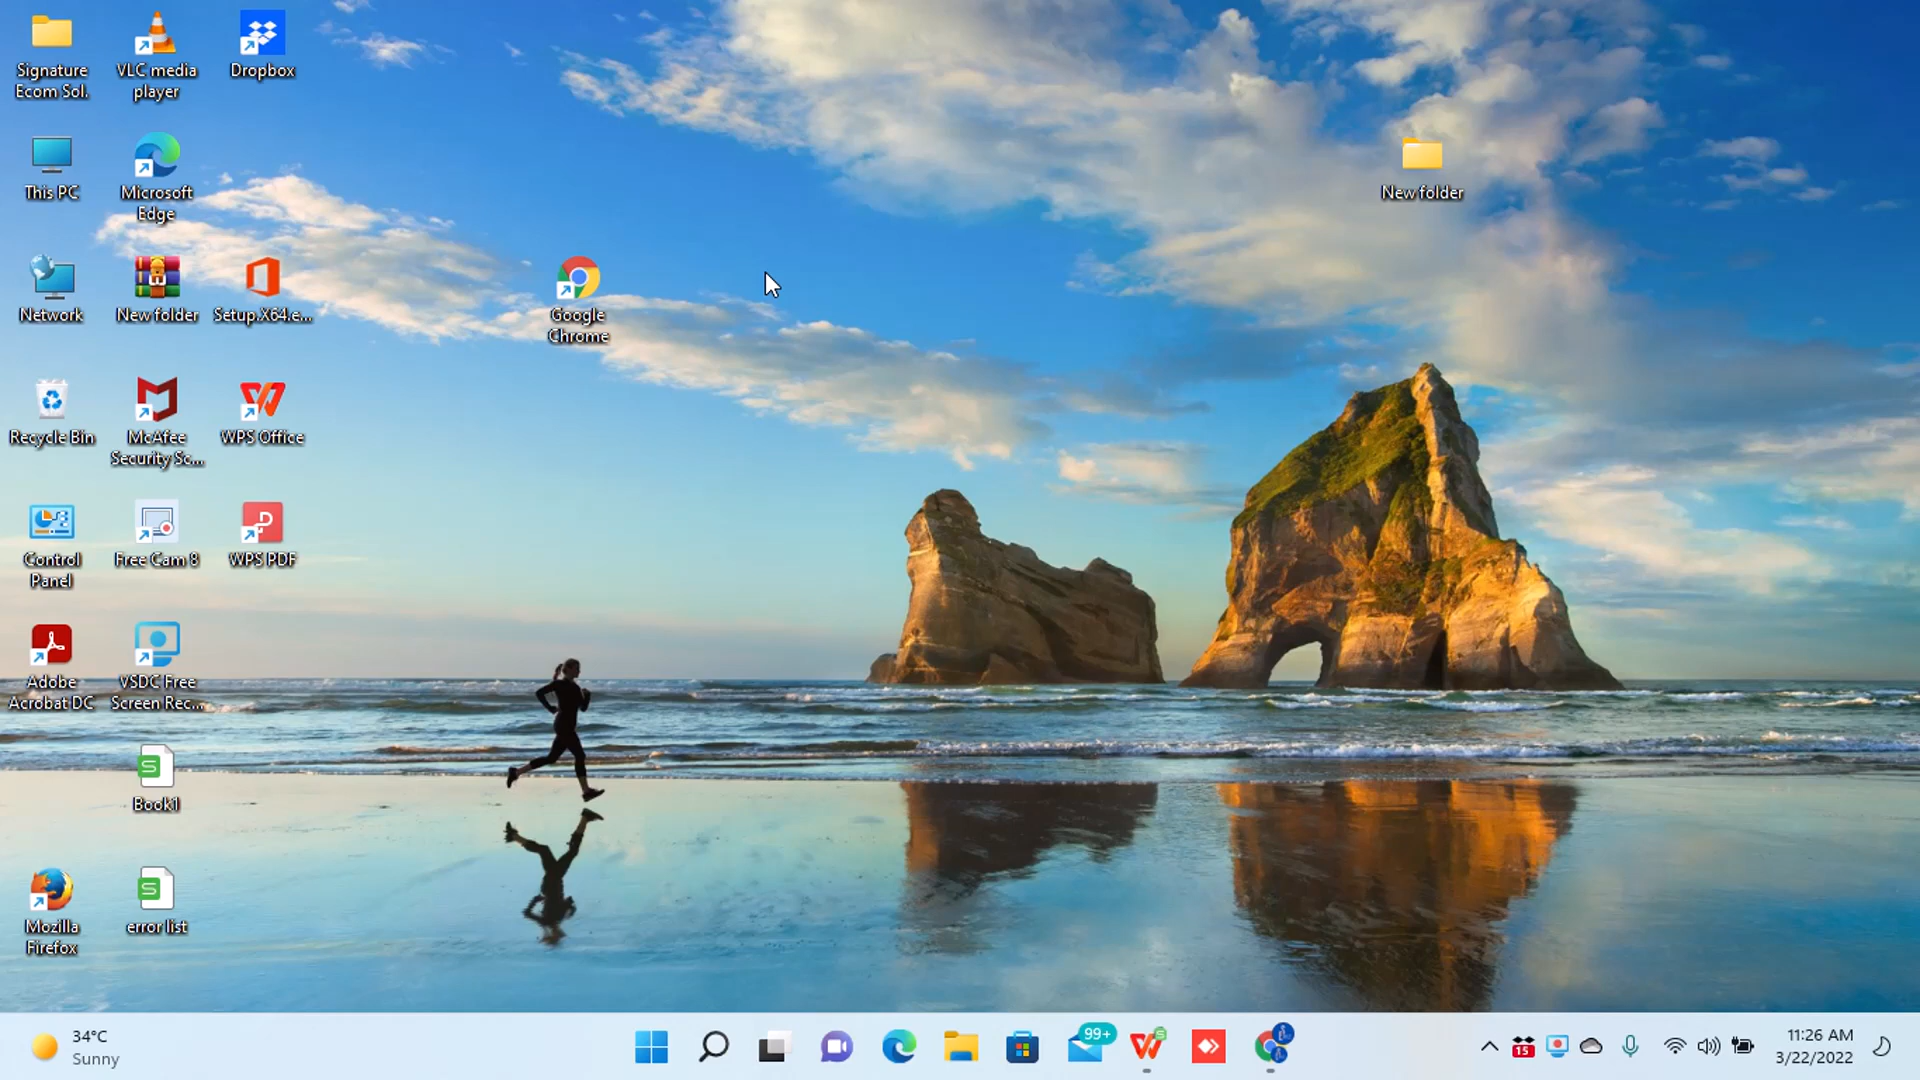 Signature
Ecom Sol.
VLC media
player
Dropbox
This PC
Microsoft
Edge
New folder
Network
New folder
Setup.X64.e...
Google
Chrome
Recycle Bin
McAfee
Security Sc...
WPS Office
Control
Panel
Free Cam 8
WPS PDF
Adobe
Acrobat DC
VSDC Free
Screen Rec...
Book1
Mozilla
Firefox
error list
34°C
Sunny
99+
15
11:26 AM
3/22/2022